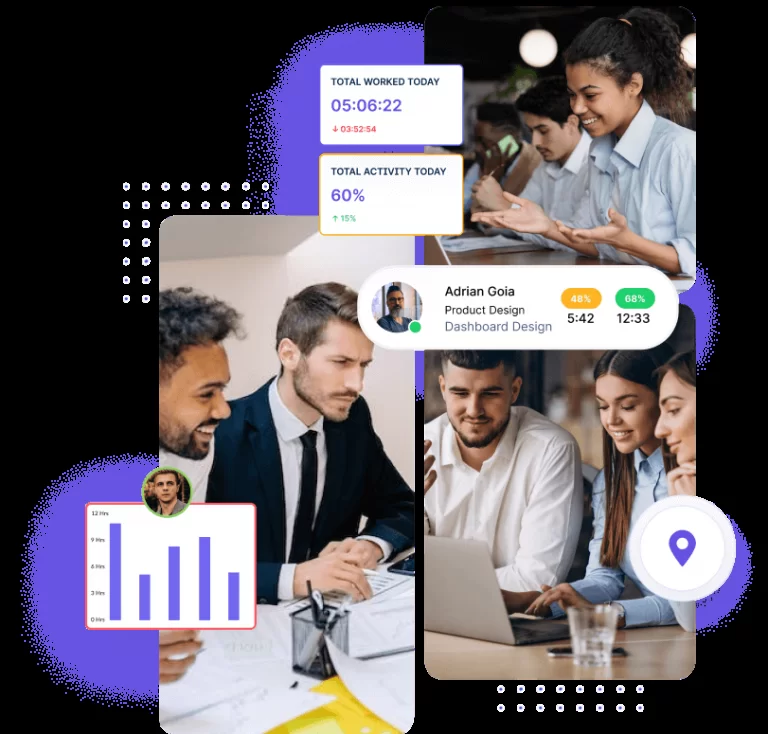 TOTAL WORKED TODAY
05:06:22
↓ 03:52:54
TOTAL ACTIVITY TODAY
60%
↑ 15%
Adrian Goia
Product Design
Dashboard Design
48%
5:42
68%
12:33
12 Hrs
9 Hrs
6 Hrs
3 Hrs
0 Hrs